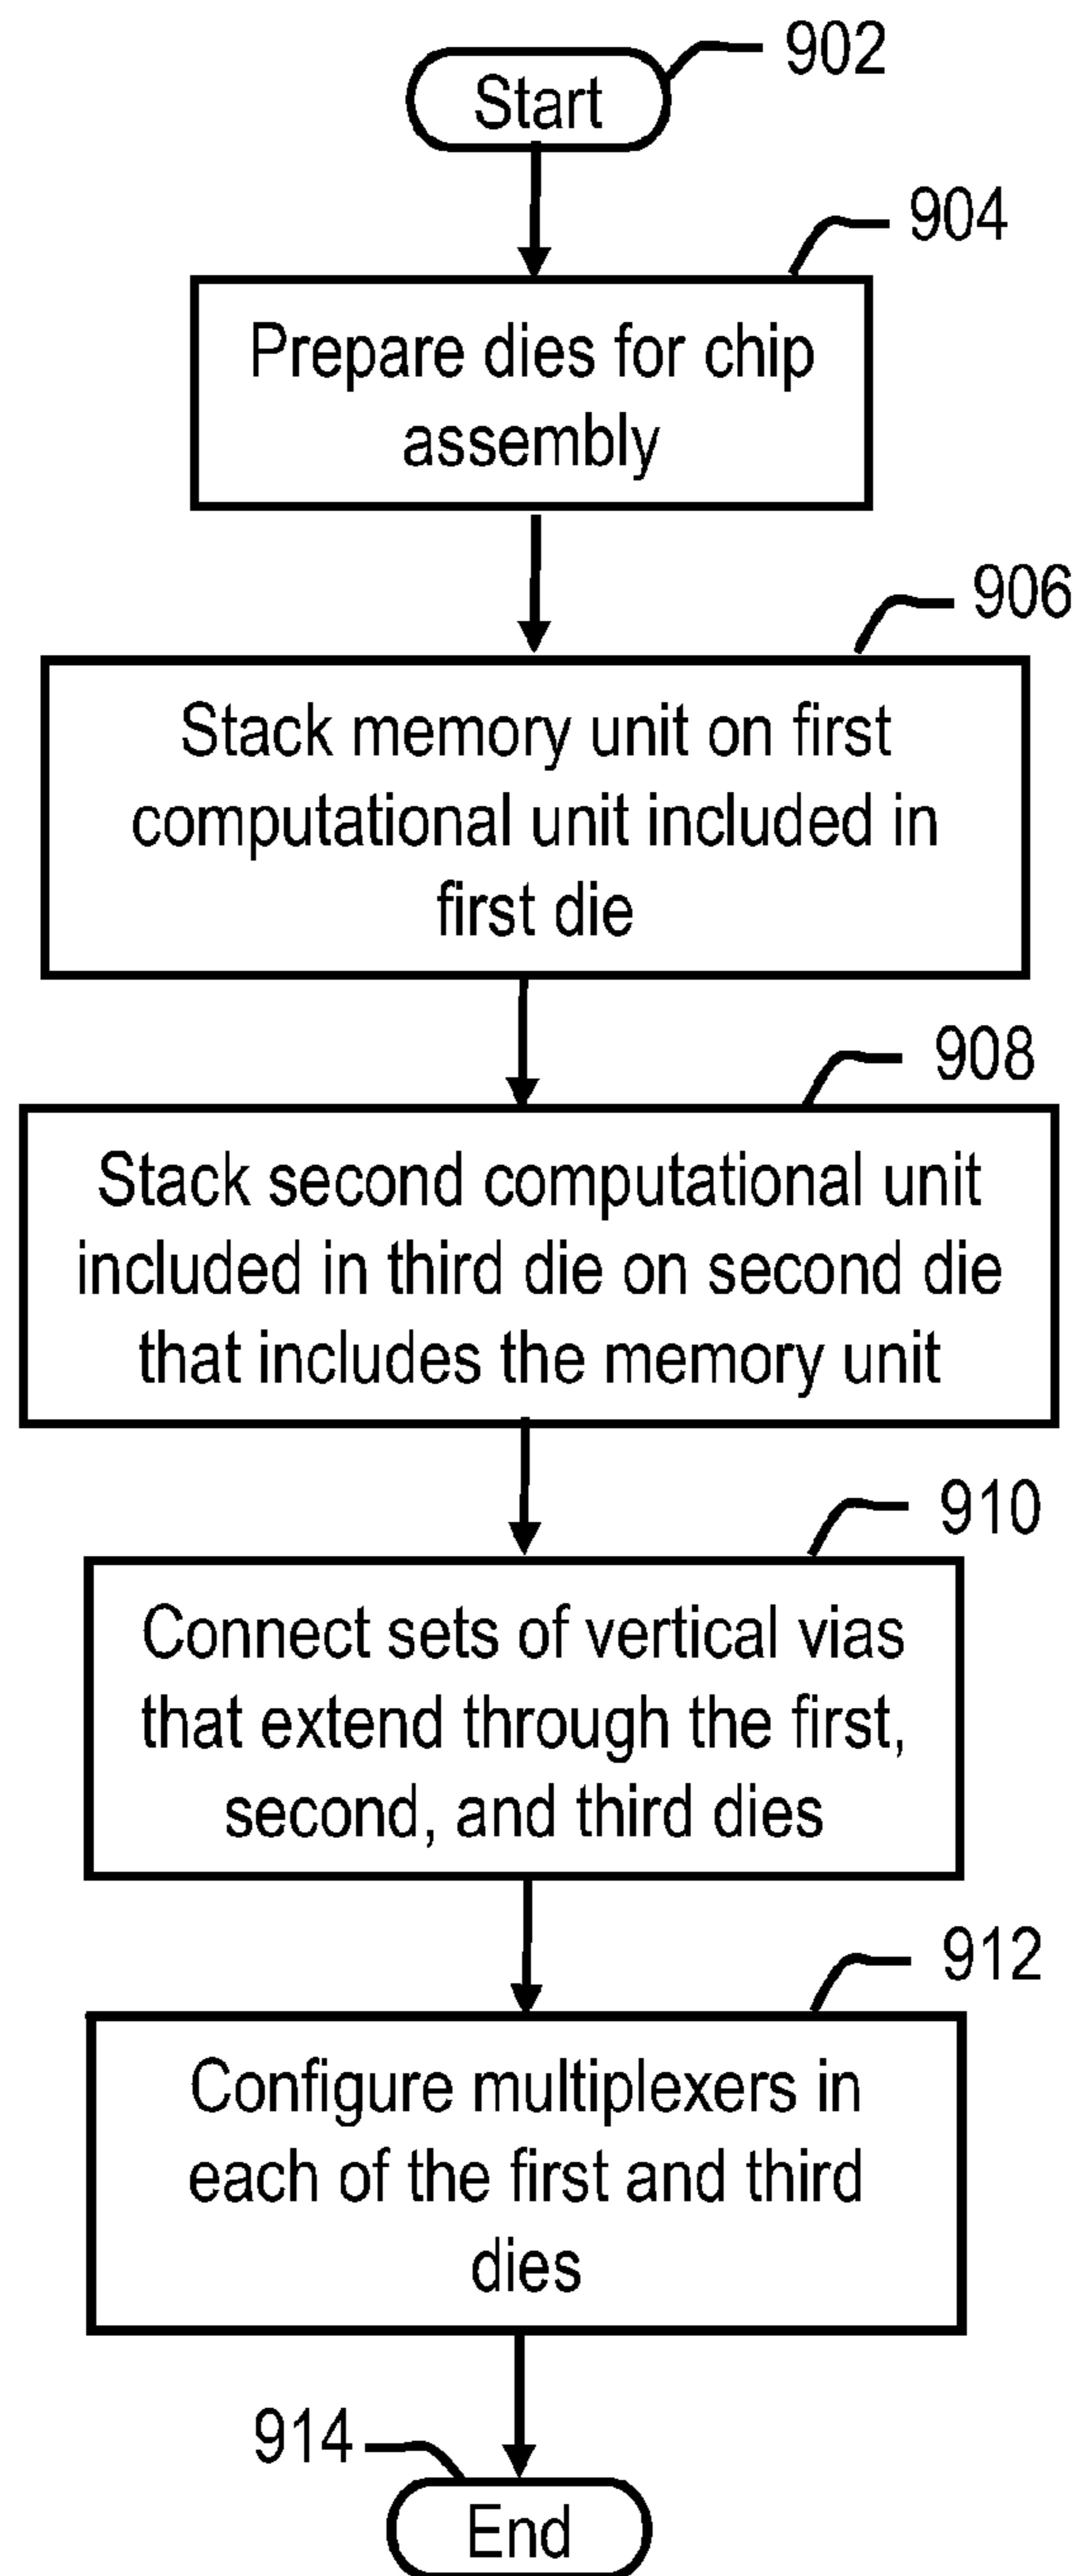 902
Start
904
Prepare dies for chip
assembly
906
Stack memory unit on first
computational unit included in
first die
908
Stack second computational unit
included in third die on second die
that includes the memory unit
910
Connect sets of vertical vias
that extend through the first,
second, and third dies
912
Configure multiplexers in
each of the first and third
dies
914
End